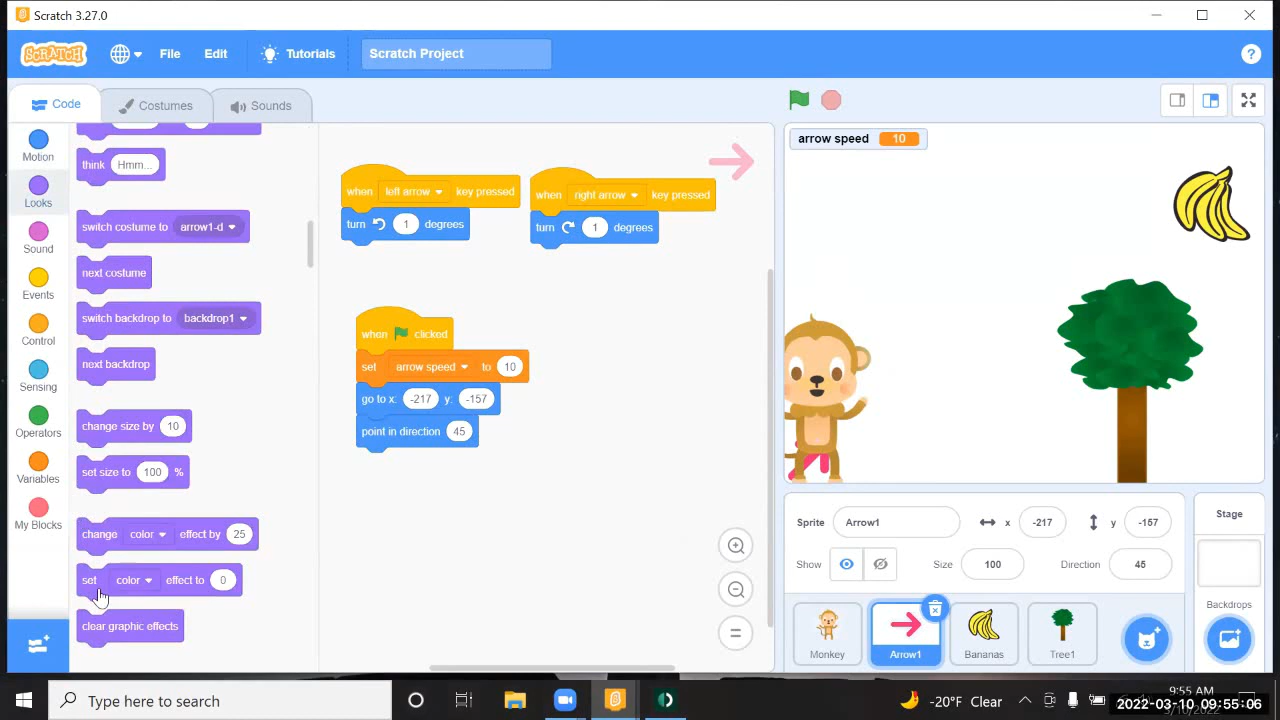 Scratch 3.27.0
SCRATCH
File
Edit
Tutorials
Scratch Project
?
Code
Costumes
Sounds
Motion
Looks
Sound
Events
Control
Sensing
Operators
Variables
My Blocks
think Hmm...
switch costume to arrow1-d
next costume
switch backdrop to backdrop1
next backdrop
change size by 10
set size to 100 %
change color effect by 25
set color effect to 0
clear graphic effects
when left arrow key pressed
turn 1 degrees
when right arrow key pressed
turn 1 degrees
when clicked
set arrow speed to 10
go to x: -217 y: -157
point in direction 45
arrow speed 10
Sprite Arrow1 x -217 y -157
Show Size 100 Direction 45
Monkey
Arrow1
Bananas
Tree1
Stage
Backdrops
Type here to search
-20°F Clear
9:55 AM
2022-03-10 09:55:06